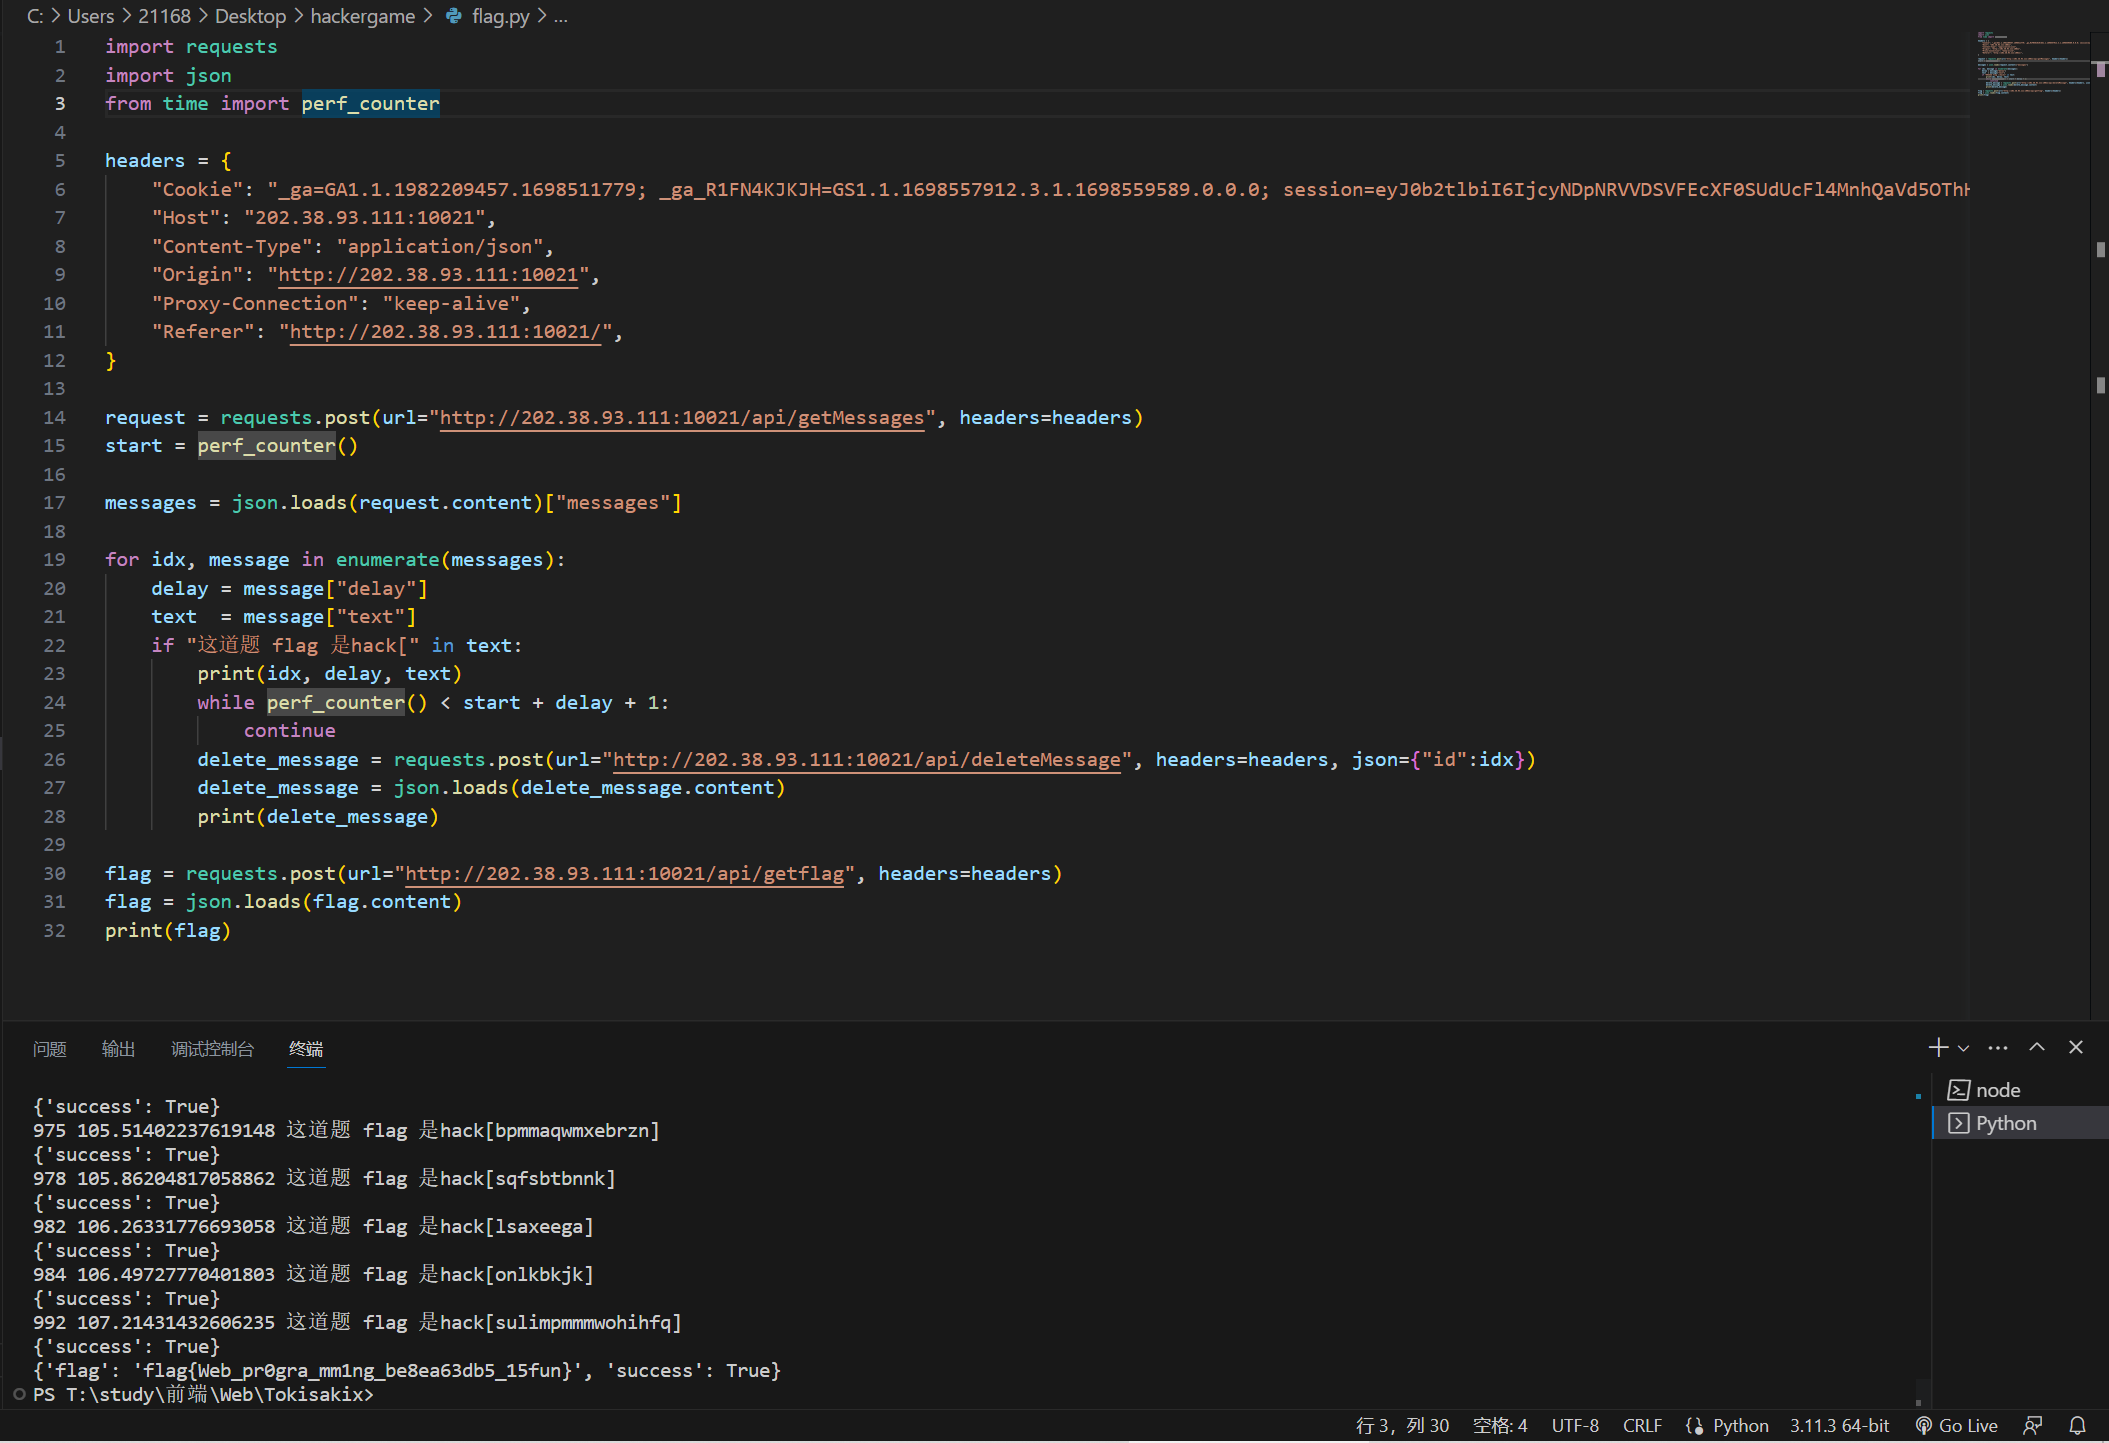 C: > Users > 21168 > Desktop > hackergame > flag.py > ...
1 import requests
2 import json
3 from time import perf_counter
4
5 headers = {
6     "Cookie": "_ga=GA1.1.1982209457.1698511779; _ga_R1FN4KJKJH=GS1.1.1698557912.3.1.1698559589.0.0.0;
7     "Host": "202.38.93.111:10021",
8     "Content-Type": "application/json",
9     "Origin": "http://202.38.93.111:10021",
10     "Proxy-Connection": "keep-alive",
11     "Referer": "http://202.38.93.111:10021/",
12 }
13
14 request = requests.post(url="http://202.38.93.111:10021/api/getMessages", headers=headers)
15 start = perf_counter()
16
17 messages = json.loads(request.content)["messages"]
18
19 for idx, message in enumerate(messages):
20     delay = message["delay"]
21     text  = message["text"]
22     if "这道题 flag 是hack[" in text:
23         print(idx, delay, text)
24         while perf_counter() < start + delay + 1:
25             continue
26         delete_message = requests.post(url="http://202.38.93.111:10021/api/deleteMessage", headers=headers, json={"id":idx})
27         delete_message = json.loads(delete_message.content)
28         print(delete_message)
29
30 flag = requests.post(url="http://202.38.93.111:10021/api/getflag", headers=headers)
31 flag = json.loads(flag.content)
32 print(flag)
问题 输出 调试控制台 终端
node
Python
{'success': True}
975 105.51402237619148 这道题 flag 是hack[bpmmaqwmxebrzn]
{'success': True}
978 105.86204817058862 这道题 flag 是hack[sqfsbtbnnk]
{'success': True}
982 106.26331776693058 这道题 flag 是hack[lsaxeega]
{'success': True}
984 106.49727770401803 这道题 flag 是hack[onlkbkjk]
{'success': True}
992 107.21431432606235 这道题 flag 是hack[sulimpmmmwohihfq]
{'success': True}
{'flag': 'flag{Web_pr0gra_mm1ng_be8ea63db5_15fun}', 'success': True}
PS T:\study\前端\Web\Tokisakix>
行 3，列 30 空格: 4 UTF-8 CRLF Python 3.11.3 64-bit Go Live